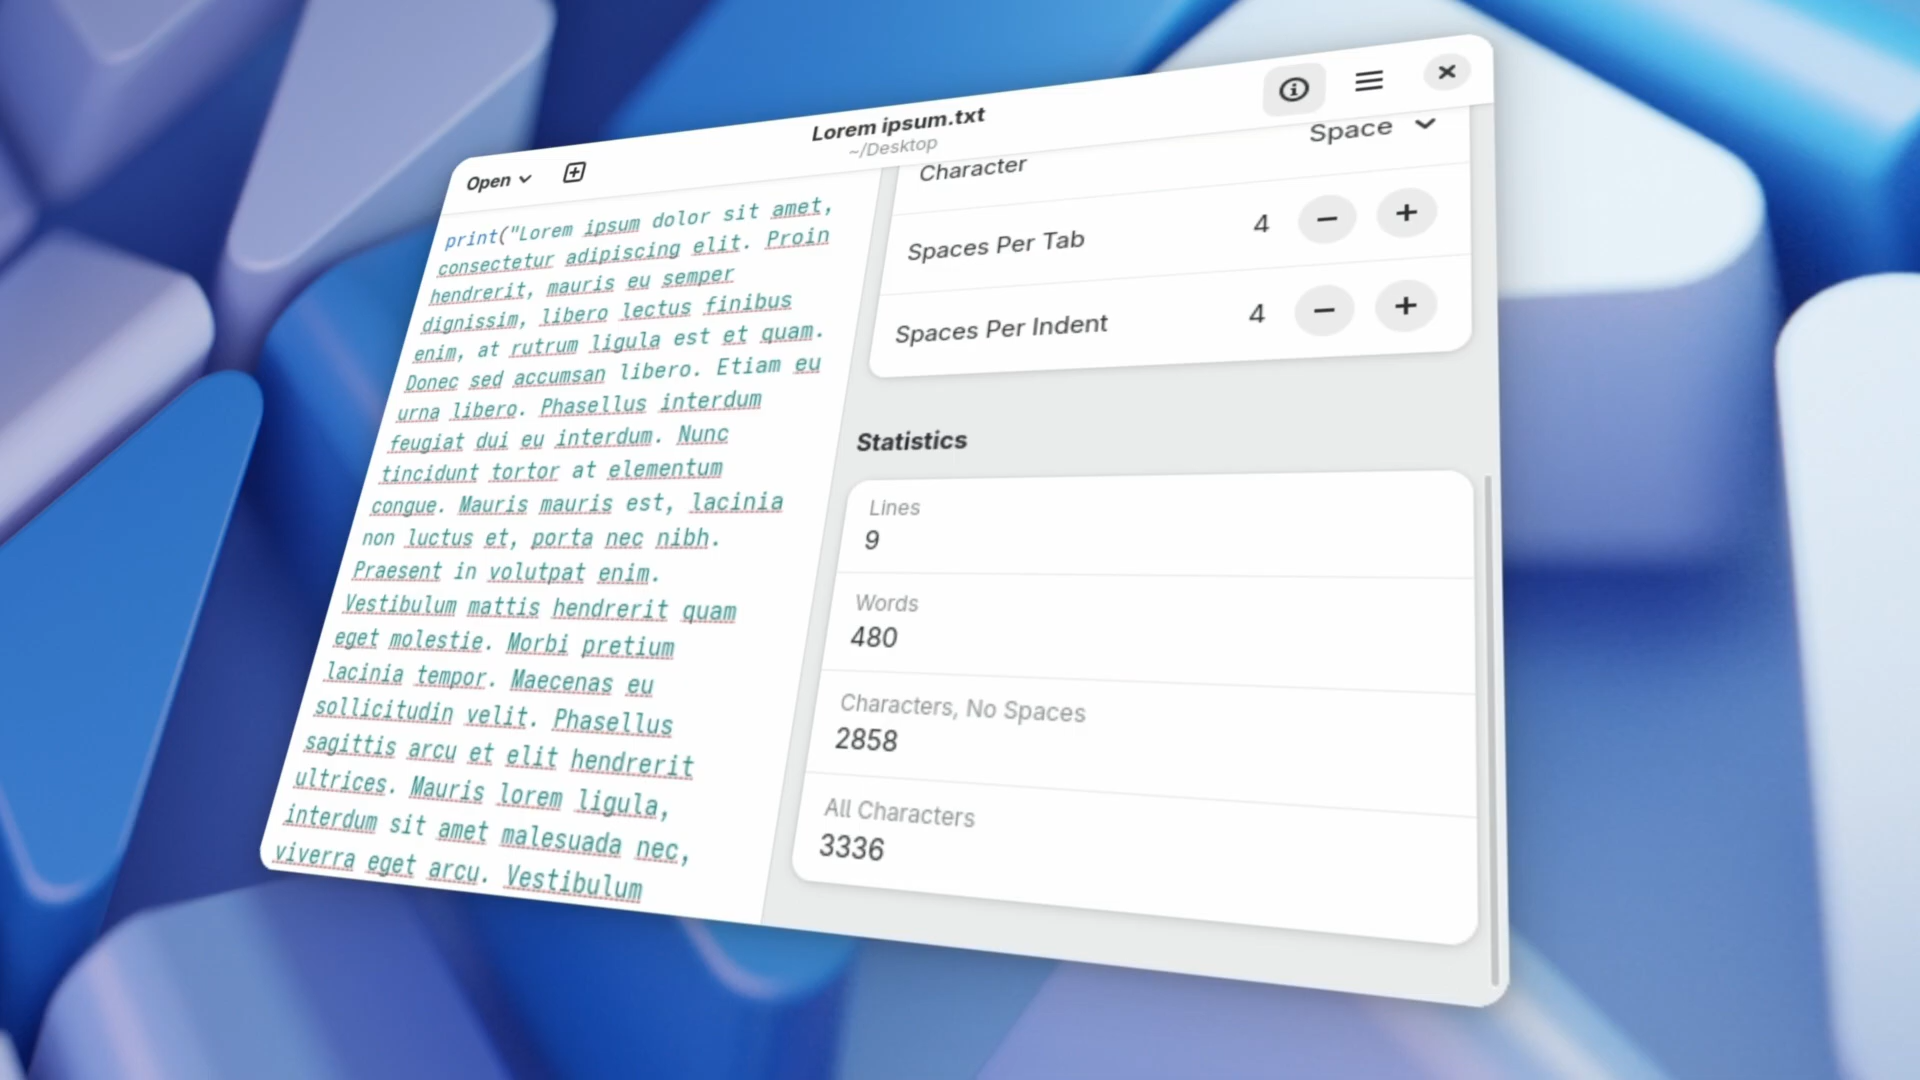 Open
Lorem ipsum.txt
~/Desktop
print("Lorem ipsum dolor sit amet,
consectetur adipiscing elit. Proin
hendrerit, mauris eu semper
dignissim, libero lectus finibus
enim, at rutrum ligula est et quam.
Donec sed accumsan libero. Etiam eu
urna libero. Phasellus interdum
feugiat dui eu interdum. Nunc
tincidunt tortor at elementum
congue. Mauris mauris est, lacinia
non luctus et, porta nec nibh.
Praesent in volutpat enim.
Vestibulum mattis hendrerit quam
eget molestie. Morbi pretium
lacinia tempor. Maecenas eu
sollicitudin velit. Phasellus
sagittis arcu et elit hendrerit
ultrices. Mauris lorem ligula,
interdum sit amet malesuada nec,
viverra eget arcu. Vestibulum
Character
Space
Spaces Per Tab
4
Spaces Per Indent
4
Statistics
Lines
9
Words
480
Characters, No Spaces
2858
All Characters
3336